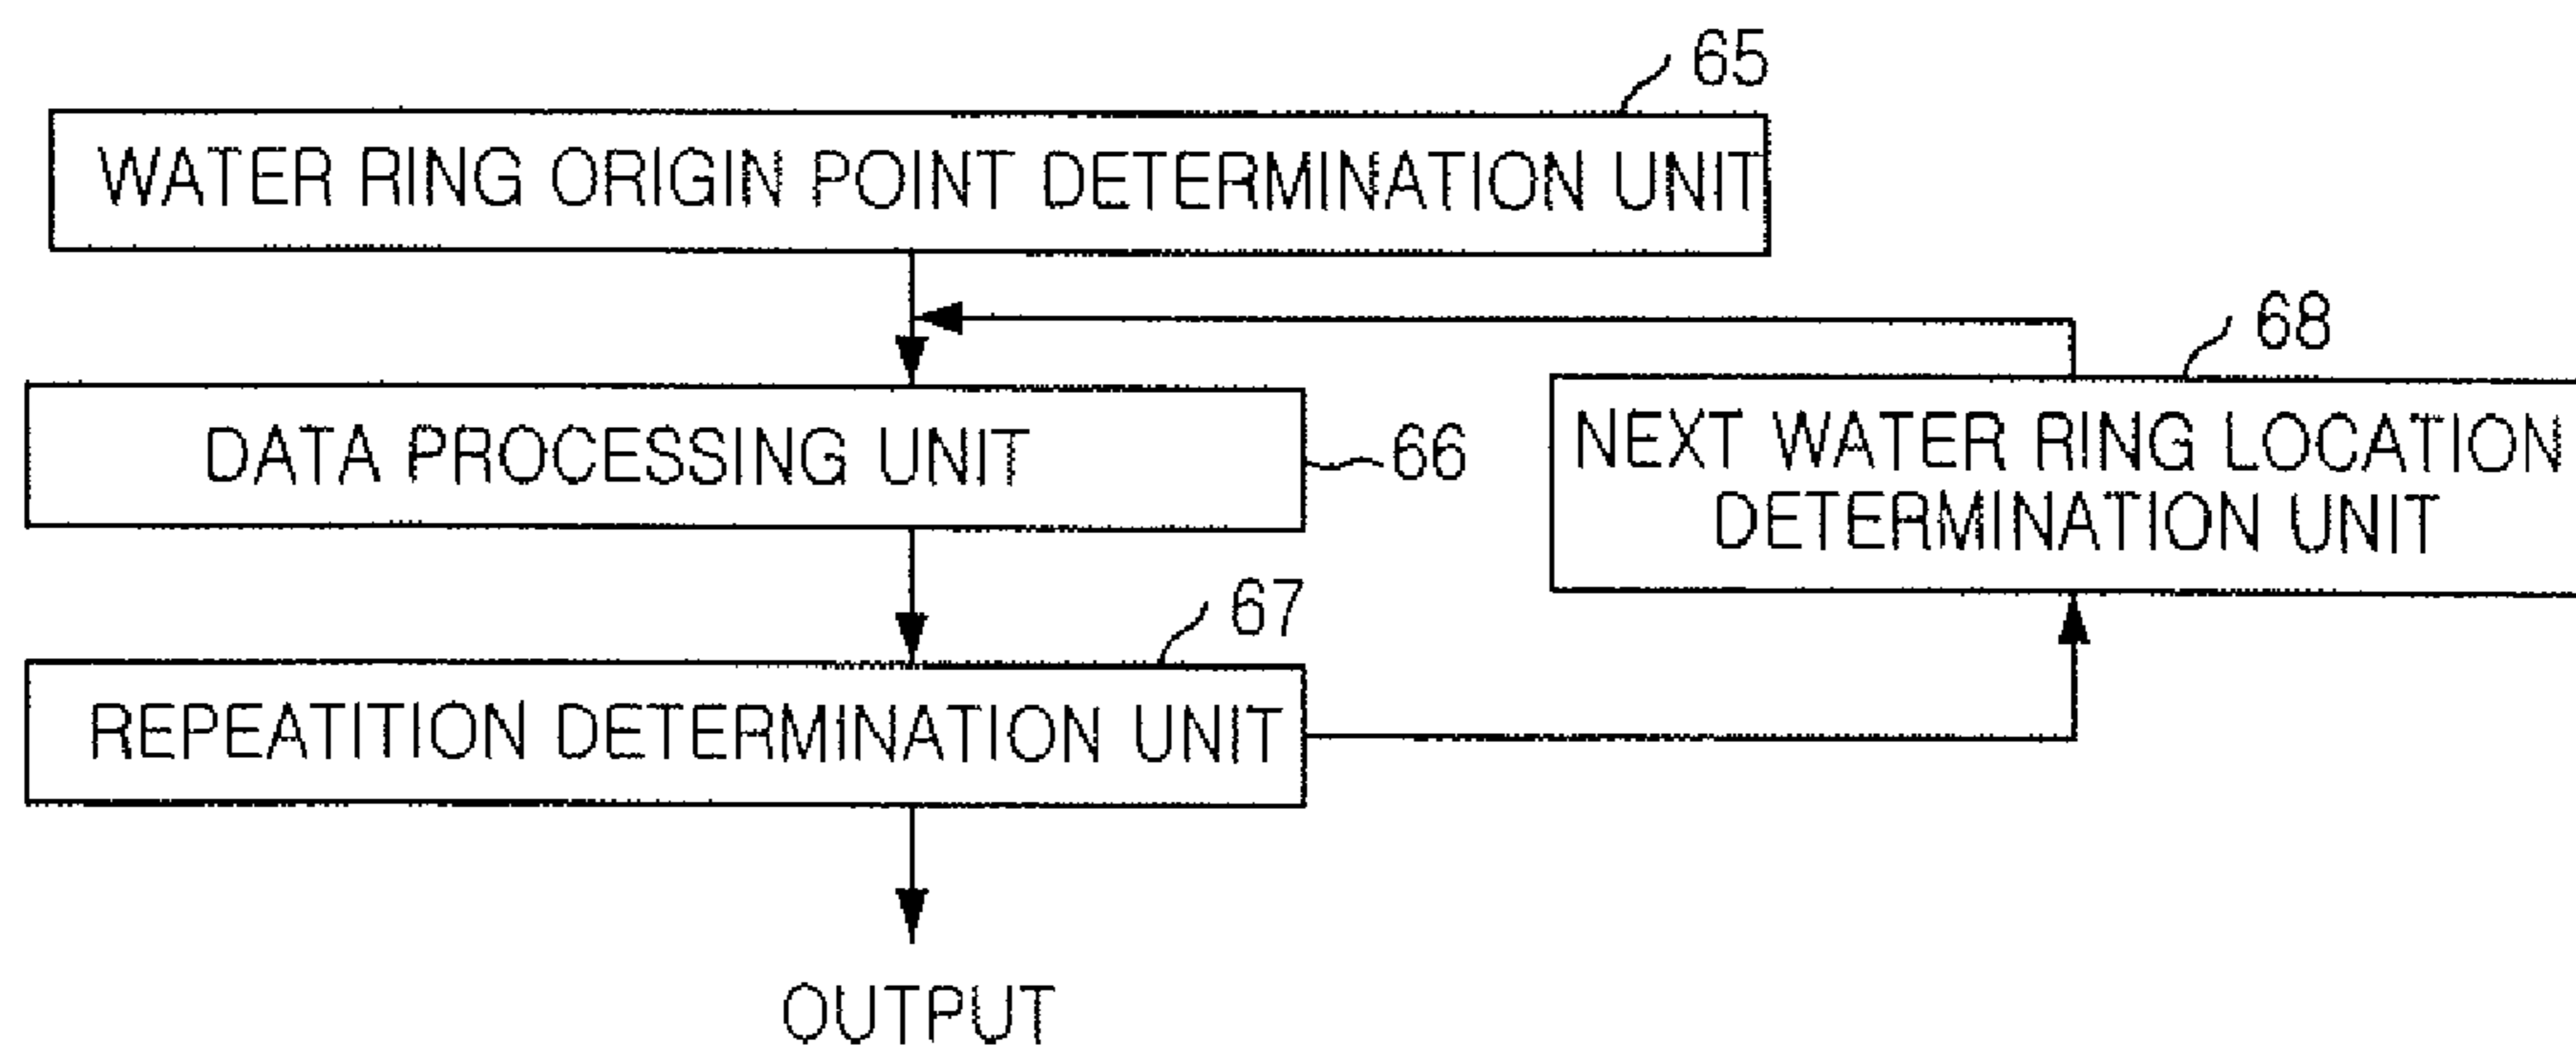 65
WATER RING ORIGIN POINT DETERMINATION UNIT
68
DATA PROCESSING UNIT
66
NEXT WATER RING LOCATION
DETERMINATION UNIT
67
REPEATITION DETERMINATION UNIT
OUTPUT